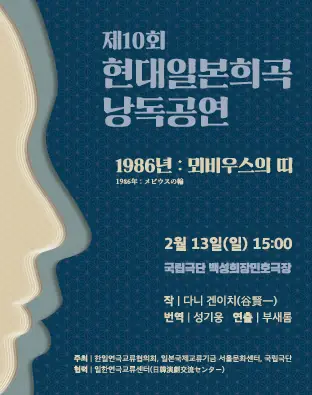 제10회
현대일본희곡
낭독공연
1986년 : 뫼비우스의 띠
1986年：メビウスの輪
2월 13일(일) 15:00
국립극단 백성희장민호극장
작 | 다니 겐이치(谷賢一)
번역 | 성기웅 연출 | 부새롬
주최 | 한일연극교류협의회, 일본국제교류기금 서울문화센터, 국립극단
협력 | 일한연극교류센터(日韓演劇交流センター)